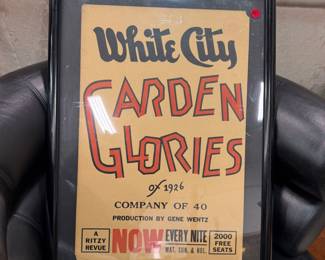 White City
GARDEN
GLORIES
OF 1926
COMPANY OF 40
PRODUCTION BY GENE WENTZ
A RITZY REVUE
NOW EVERY NITE
MAT. SUN. & HOL.
2000 FREE SEATS